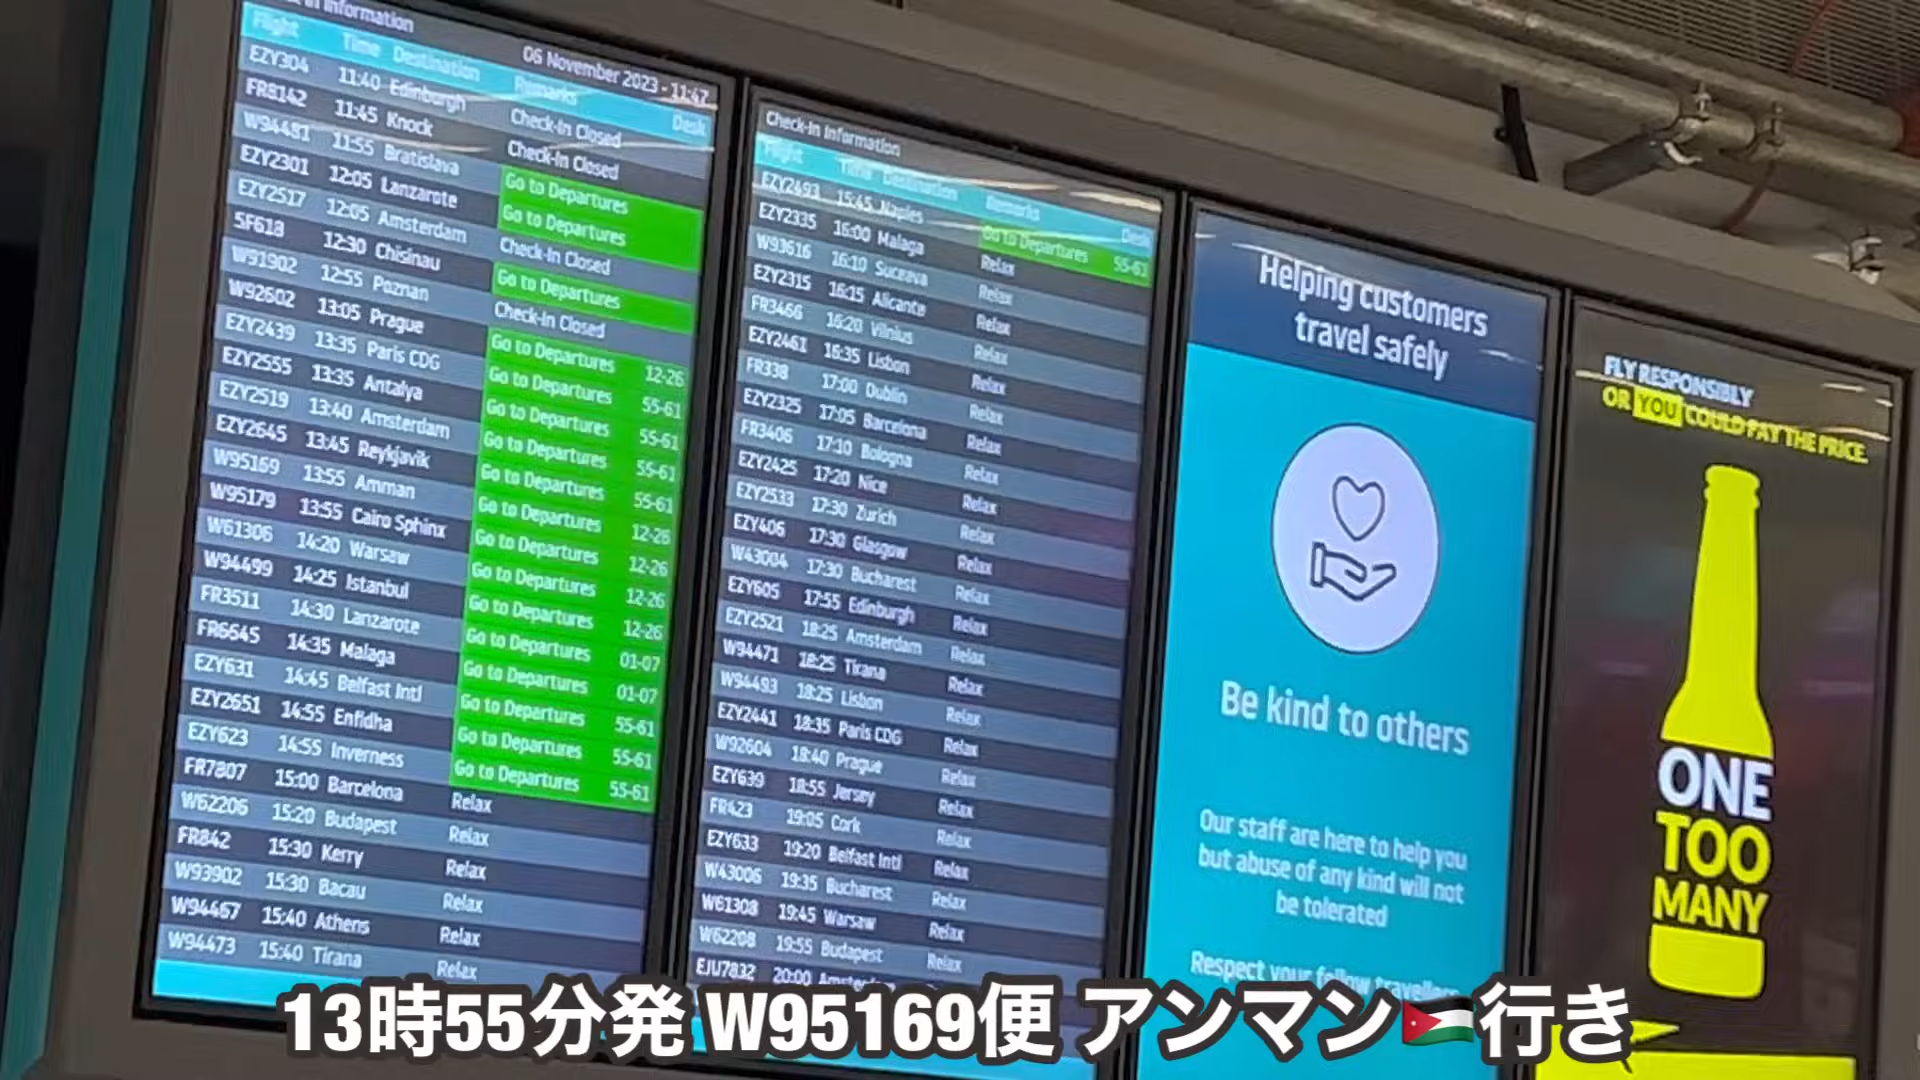 Information
06 November 2023 - 11:47
Flight Time Destination Remarks Desk
EZY304 11:40 Edinburgh Check-In Closed
FR8142 11:45 Knock Check-In Closed
W94481 11:55 Bratislava Go to Departures
EZY2301 12:05 Lanzarote Go to Departures
EZY2517 12:05 Amsterdam Check-In Closed
5F618 12:30 Chisinau Go to Departures
W91902 12:55 Poznan Check-In Closed
W92602 13:05 Prague Go to Departures 12-26
EZY2439 13:35 Paris CDG Go to Departures 55-61
EZY2555 13:35 Antalya Go to Departures 55-61
EZY2519 13:40 Amsterdam Go to Departures 55-61
EZY2645 13:45 Reykjavik Go to Departures 55-61
W95169 13:55 Amman Go to Departures 12-26
W95179 13:55 Cairo Sphinx Go to Departures 12-26
W61306 14:20 Warsaw Go to Departures 12-26
W94499 14:25 Istanbul Go to Departures 12-26
FR3511 14:30 Lanzarote Go to Departures 01-07
FR6645 14:35 Malaga Go to Departures 01-07
EZY631 14:45 Belfast Intl Go to Departures 55-61
EZY2651 14:55 Enfidha Go to Departures 55-61
EZY623 14:55 Inverness Go to Departures 55-61
FR7807 15:00 Barcelona Relax
W62206 15:20 Budapest Relax
FR842 15:30 Kerry Relax
W93902 15:30 Bacau Relax
W94467 15:40 Athens Relax
W94473 15:40 Tirana Relax
Check-In Information
Flight Time Destination Remarks Desk
EZY2493 15:45 Naples Go to Departures 55-61
EZY2335 16:00 Malaga Relax
W93616 16:10 Suceava Relax
EZY2315 16:15 Alicante Relax
FR3466 16:20 Vilnius Relax
EZY2461 16:35 Lisbon Relax
FR338 17:00 Dublin Relax
EZY2325 17:05 Barcelona Relax
FR3406 17:10 Bologna Relax
EZY2425 17:20 Nice Relax
EZY2533 17:30 Zurich Relax
EZY406 17:30 Glasgow Relax
W43004 17:30 Bucharest Relax
EZY605 17:55 Edinburgh Relax
EZY2521 18:25 Amsterdam Relax
W94471 18:25 Tirana Relax
W94493 18:25 Lisbon Relax
EZY2441 18:35 Paris CDG Relax
W92604 18:40 Prague Relax
EZY639 18:55 Jersey Relax
FR423 19:05 Cork Relax
EZY633 19:20 Belfast Intl Relax
W43006 19:35 Bucharest Relax
W61308 19:45 Warsaw Relax
W62208 19:55 Budapest Relax
EJU7832 20:00
Helping customers
travel safely
Be kind to others
Our staff are here to help you
but abuse of any kind will not
be tolerated
Respect your fellow travellers
FLY RESPONSIBLY
OR YOU COULD PAY THE PRICE.
ONE
TOO
MANY
13時55分発 W95169便 アンマン🇯🇴行き